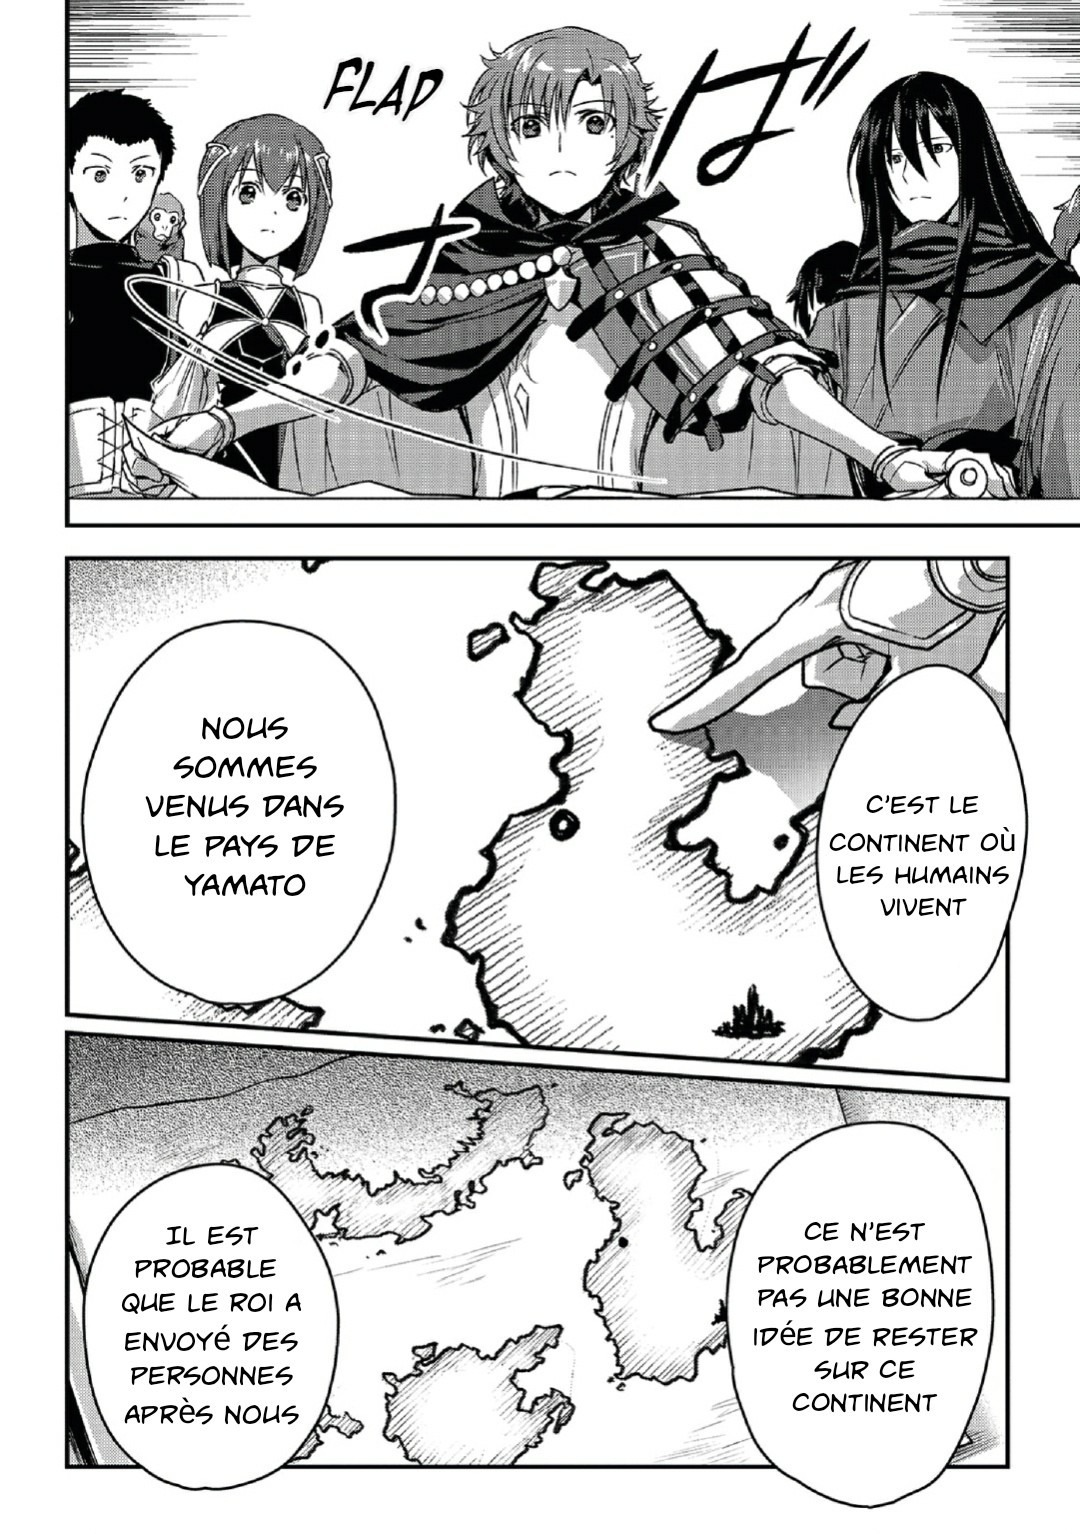 FLAP
バサ
C'EST LE
CONTINENT OÙ
LES HUMAINS
VIVENT
NOUS
SOMMES
VENUS DANS
LE PAYS DE
YAMATO
CE N'EST
PROBABLEMENT
PAS UNE BONNE
IDÉE DE RESTER
SUR CE
CONTINENT
IL EST
PROBABLE
QUE LE ROI A
ENVOYÉ DES
PERSONNES
APRÈS NOUS